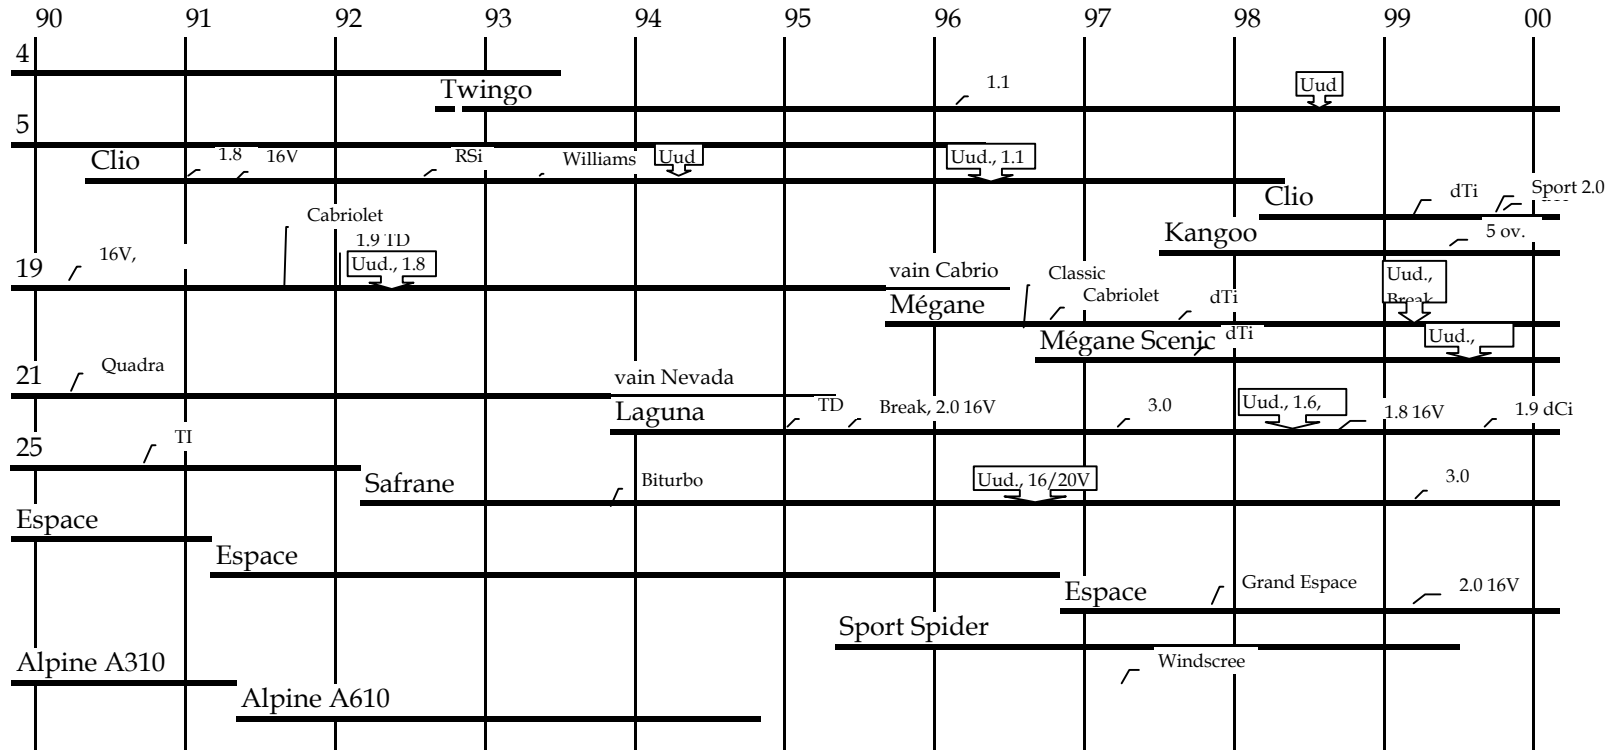 90 91 92 93 94 95 96 97 98 99 00
4
Twingo
1.1
Uud
5
Clio
1.8
16V
RSi
Williams
Uud
Uud., 1.1
Clio
dTi
Sport 2.0
Kangoo
5 ov.
19
16V,
Cabriolet
1.9 TD
Uud., 1.8
vain Cabrio
Mégane
Classic
Cabriolet
dTi
Uud.,
Break
Mégane Scenic
dTi
Uud.,
21
Quadra
vain Nevada
Laguna
TD
Break, 2.0 16V
3.0
Uud., 1.6,
1.8 16V
1.9 dCi
25
TI
Safrane
Biturbo
Uud., 16/20V
3.0
Espace
Espace
Espace
Grand Espace
2.0 16V
Sport Spider
Windscree
Alpine A310
Alpine A610